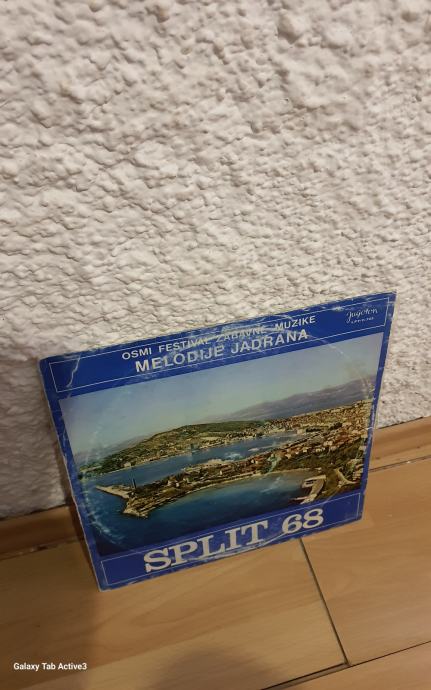 OSMI FESTIVAL ZABAVNE MUZIKE
MELODIJE JADRANA
Jugoton
SPLIT 68
Galaxy Tab Active3